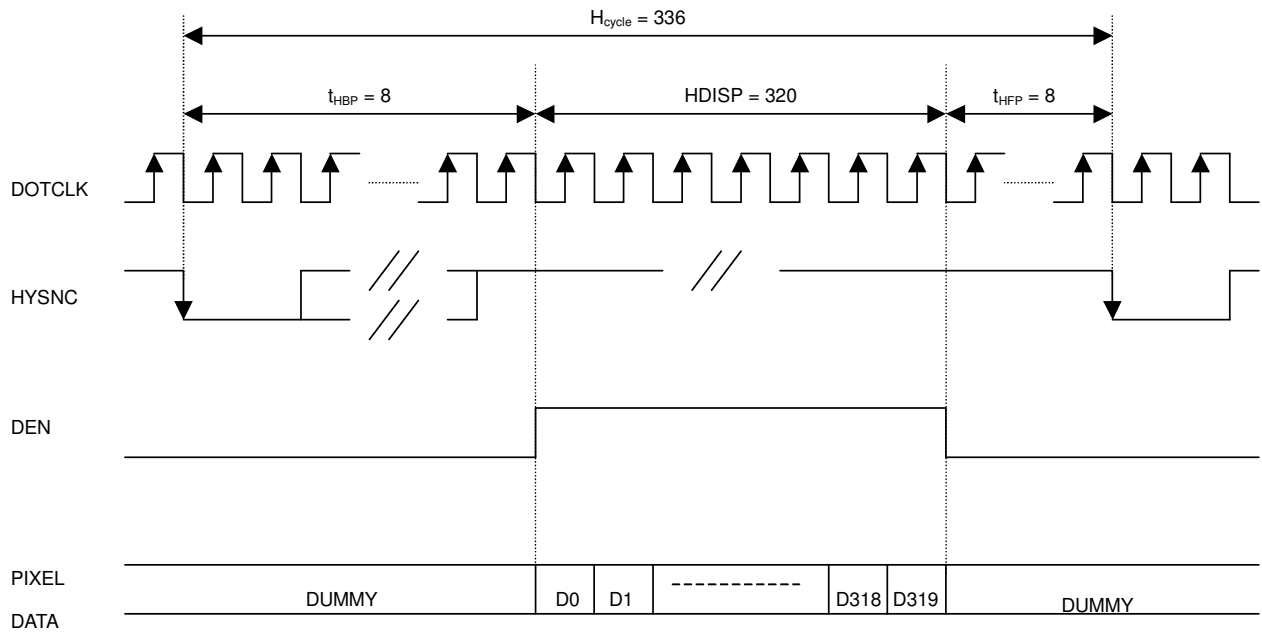 Hcycle = 336
tHBP = 8
HDISP = 320
tHFP = 8
DOTCLK
HYSNC
DEN
PIXEL
DATA
DUMMY
D0
D1
D318
D319
DUMMY